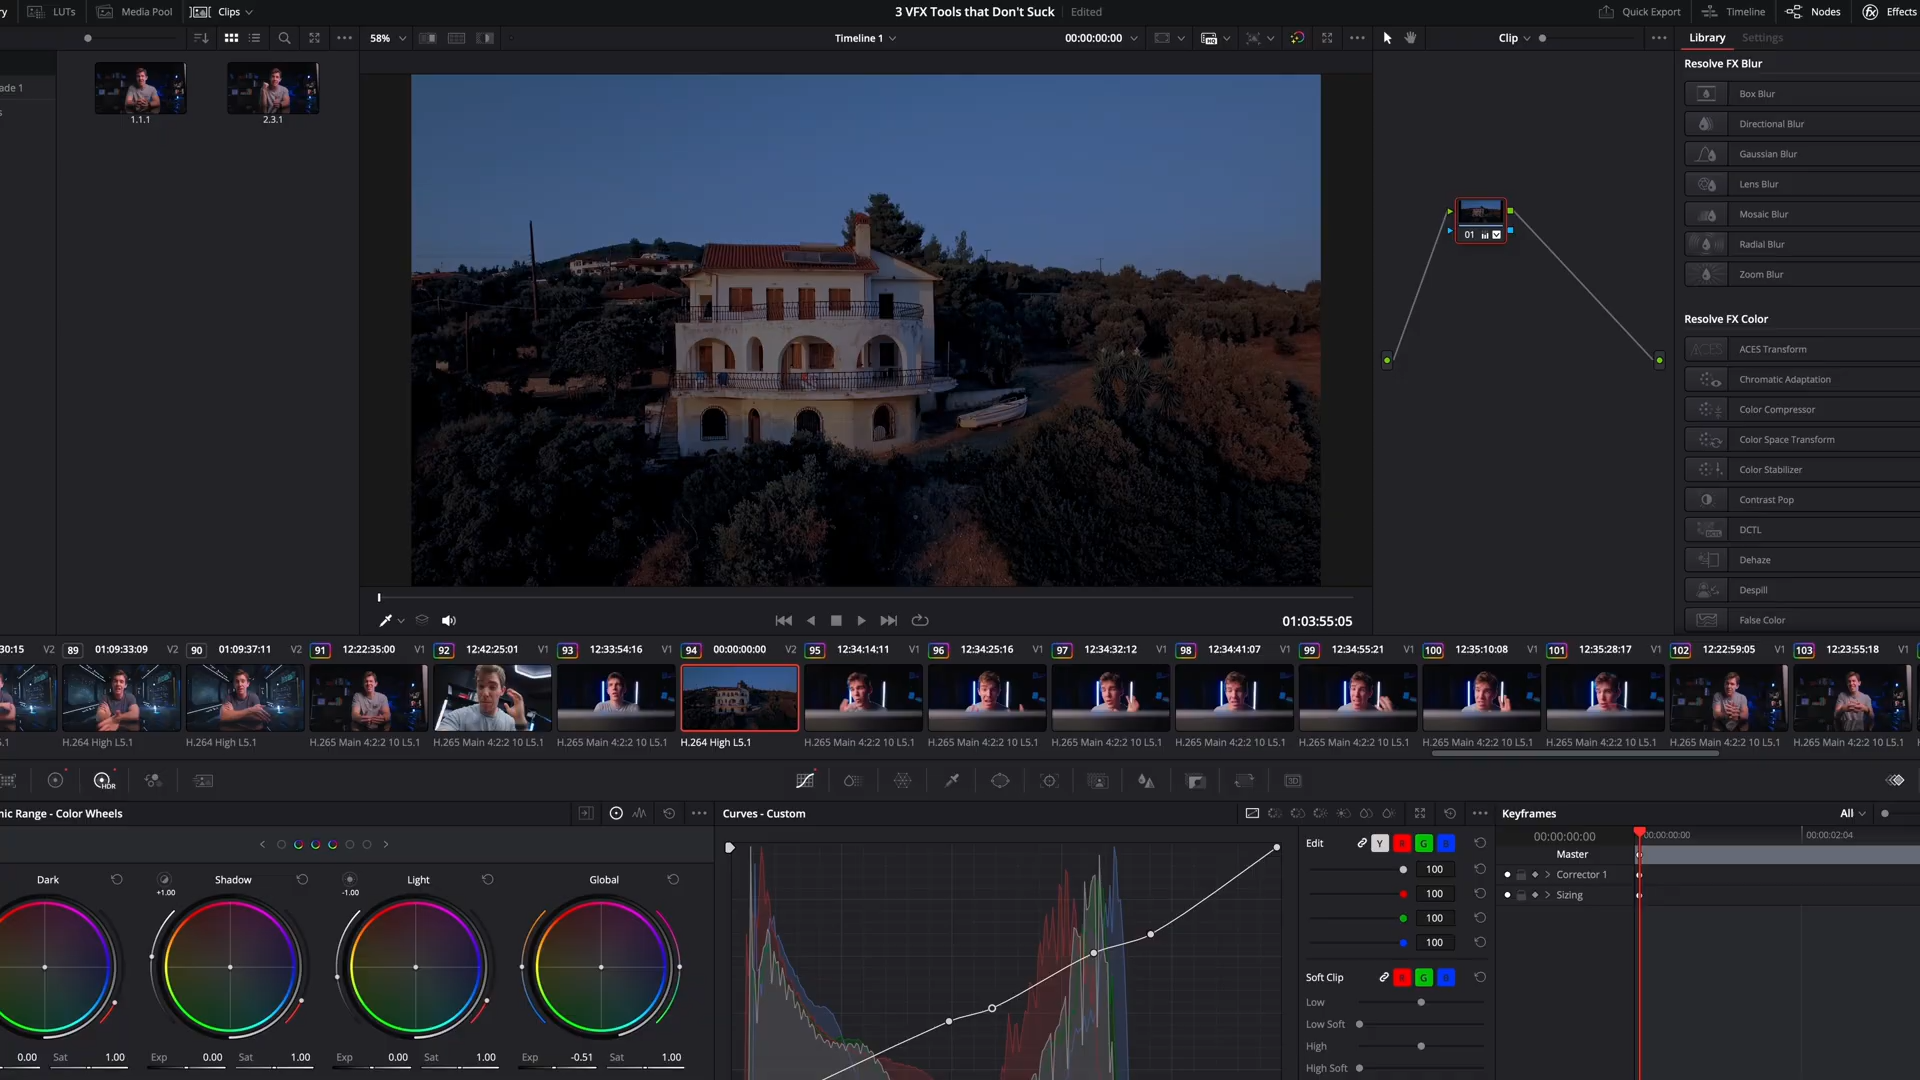 ry
LUTs
Media Pool
Clips
3 VFX Tools that Don't Suck
Edited
Quick Export
Timeline
Nodes
Effects
58%
Timeline 1
00:00:00:00
Clip
Library
Settings
ade 1
1.1.1
2.3.1
Resolve FX Blur
Box Blur
Directional Blur
Gaussian Blur
Lens Blur
Mosaic Blur
Radial Blur
Zoom Blur
01
Resolve FX Color
ACES Transform
Chromatic Adaptation
Color Compressor
Color Space Transform
Color Stabilizer
Contrast Pop
DCTL
Dehaze
Despill
False Color
01:03:55:05
30:15 V2 89 01:09:33:09 V2 90 01:09:37:11 V2 91 12:22:35:00 V1 92 12:42:25:01 V1 93 12:33:54:16 V1 94 00:00:00:00 V2 95 12:34:14:11 V1 96 12:34:25:16 V1 97 12:34:32:12 V1 98 12:34:41:07 V1 99 12:34:55:21 V1 100 12:35:10:08 V1 101 12:35:28:17 V1 102 12:22:59:05 V1 103 12:23:55:18 V1
5.1 H.264 High L5.1 H.264 High L5.1 H.265 Main 4:2:2 10 L5.1 H.265 Main 4:2:2 10 L5.1 H.265 Main 4:2:2 10 L5.1 H.264 High L5.1 H.265 Main 4:2:2 10 L5.1 H.265 Main 4:2:2 10 L5.1 H.265 Main 4:2:2 10 L5.1 H.265 Main 4:2:2 10 L5.1 H.265 Main 4:2:2 10 L5.1 H.265 Main 4:2:2 10 L5.1 H.265 Main 4:2:2 10 L5.1 H.265 Main 4:2:2 10 L5.1 H.265 Main 4:2:2 10 L5.1
HDR
3D
nic Range - Color Wheels
Dark
Shadow
+1.00
Light
-1.00
Global
0.00 Sat 1.00
Exp 0.00 Sat 1.00
Exp 0.00 Sat 1.00
Exp -0.51 Sat 1.00
Curves - Custom
Edit Y R G B
100
100
100
100
Soft Clip R G B
Low
Low Soft
High
High Soft
Keyframes
All
00:00:00:00
00:00:00:00
00:00:02:04
Master
Corrector 1
Sizing